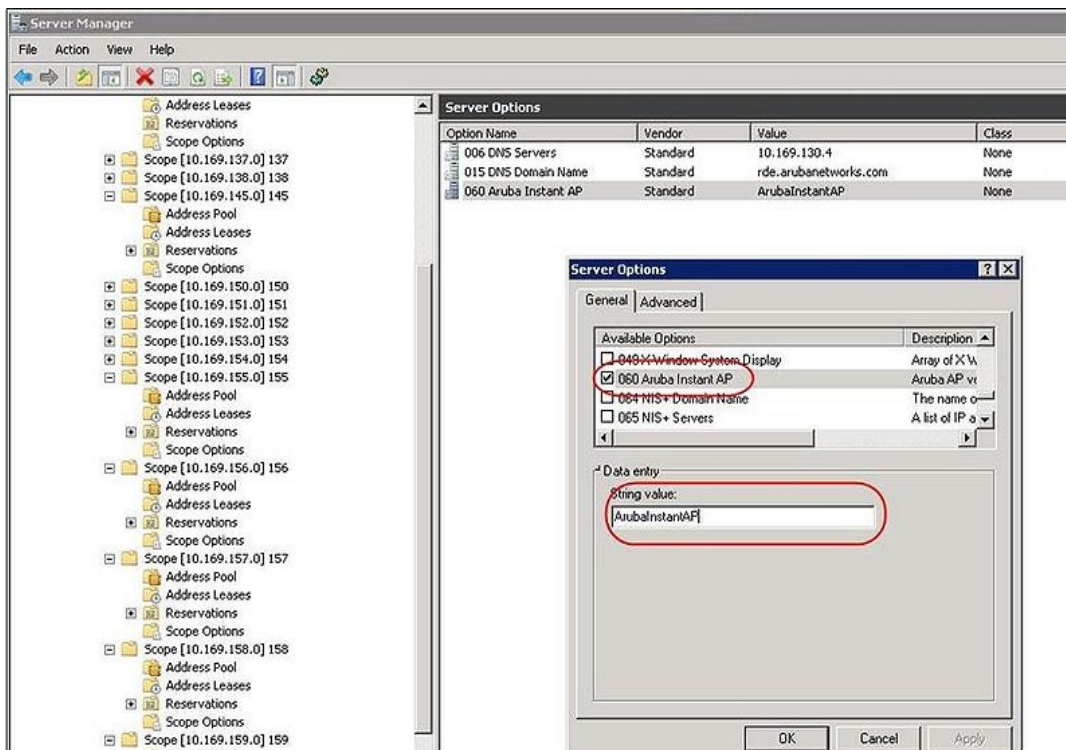 Server Manager
File Action View Help
Address Leases
Reservations
Scope Options
Scope [10.169.137.0] 137
Scope [10.169.138.0] 138
Scope [10.169.145.0] 145
Address Pool
Address Leases
Reservations
Scope Options
Scope [10.169.150.0] 150
Scope [10.169.151.0] 151
Scope [10.169.152.0] 152
Scope [10.169.153.0] 153
Scope [10.169.154.0] 154
Scope [10.169.155.0] 155
Address Pool
Address Leases
Reservations
Scope Options
Scope [10.169.156.0] 156
Address Pool
Address Leases
Reservations
Scope Options
Scope [10.169.157.0] 157
Address Pool
Address Leases
Reservations
Scope Options
Scope [10.169.158.0] 158
Address Pool
Address Leases
Reservations
Scope Options
Scope [10.169.159.0] 159
Server Options
Option Name Vendor Value Class
006 DNS Servers Standard 10.169.130.4 None
015 DNS Domain Name Standard rde.arubanetworks.com None
060 Aruba Instant AP Standard ArubaInstantAP None
Server Options
General Advanced
Available Options Description
049 X Window System Display Array of X W
060 Aruba Instant AP Aruba AP ve
064 NIS+ Domain Name The name o
065 NIS+ Servers A list of IP a
Data entry
String value:
ArubaInstantAP
OK Cancel Apply